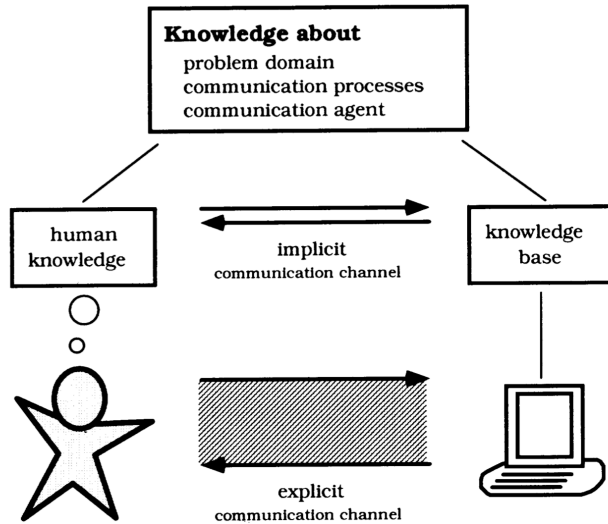 Knowledge about
problem domain
communication processes
communication agent
human
knowledge
implicit
communication channel
knowledge
base
explicit
communication channel